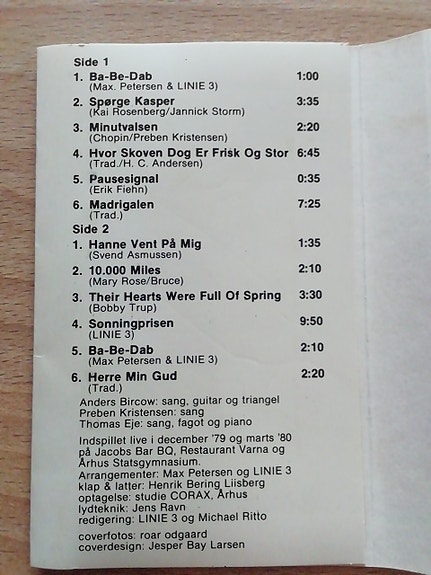 Side 1
1. Ba-Be-Dab 1:00
(Max. Petersen & LINIE 3)
2. Spørge Kasper 3:35
(Kai Rosenberg/Jannick Storm)
3. Minutvalsen 2:20
(Chopin/Preben Kristensen)
4. Hvor Skoven Dog Er Frisk Og Stor 6:45
(Trad./H. C. Andersen)
5. Pausesignal 0:35
(Erik Fiehn)
6. Madrigalen 7:25
(Trad.)
Side 2
1. Hanne Vent På Mig 1:35
(Svend Asmussen)
2. 10.000 Miles 2:10
(Mary Rose/Bruce)
3. Their Hearts Were Full Of Spring 3:30
(Bobby Trup)
4. Sonningprisen 9:50
(LINIE 3)
5. Ba-Be-Dab 2:10
(Max Petersen & LINIE 3)
6. Herre Min Gud 2:20
(Trad.)
Anders Bircow: sang, guitar og triangel
Preben Kristensen: sang
Thomas Eje: sang, fagot og piano
Indspillet live i december '79 og marts '80
på Jacobs Bar BQ, Restaurant Varna og
Århus Statsgymnasium.
Arrangementer: Max Petersen og LINIE 3
klap & latter: Henrik Bering Liisberg
optagelse: studie CORAX, Århus
lydteknik: Jens Ravn
redigering: LINIE 3 og Michael Ritto
coverfotos: roar odgaard
coverdesign: Jesper Bay Larsen